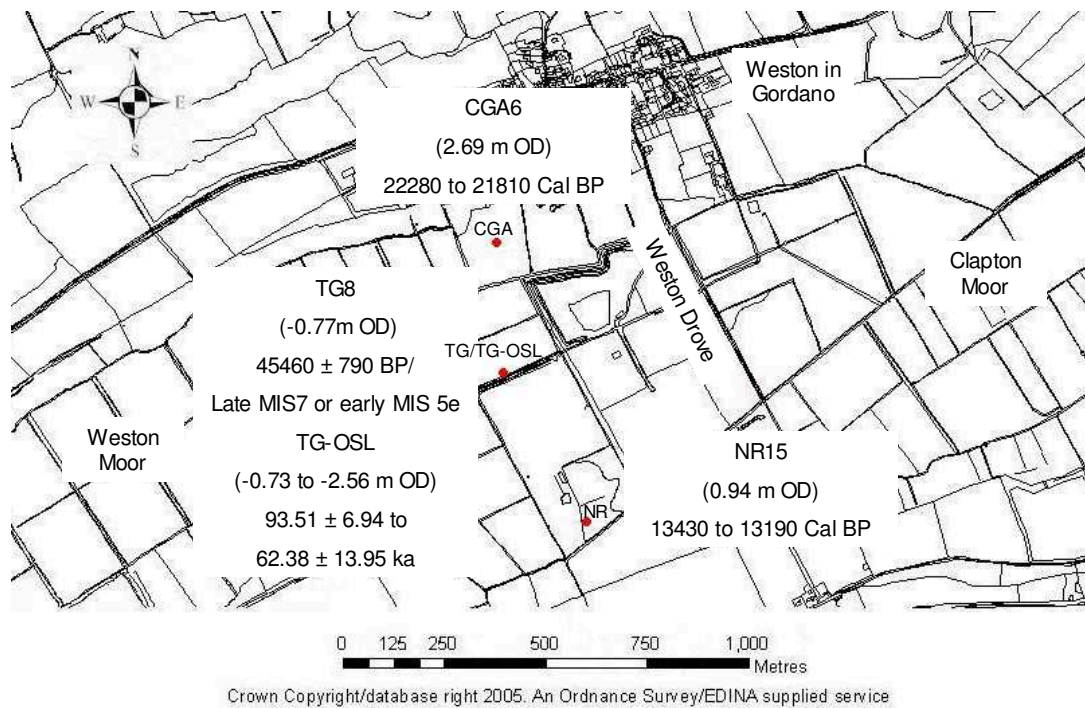 N
W E
S
Weston in
Gordano
CGA6
(2.69 m OD)
22280 to 21810 Cal BP
CGA
Weston Drove
Clapton
Moor
TG8
(-0.77m OD)
45460 ± 790 BP/
Late MIS7 or early MIS 5e
TG-OSL
(-0.73 to -2.56 m OD)
93.51 ± 6.94 to
62.38 ± 13.95 ka
TG/TG-OSL
Weston
Moor
NR15
(0.94 m OD)
13430 to 13190 Cal BP
NR
0 125 250 500 750 1,000
Metres
Crown Copyright/database right 2005. An Ordnance Survey/EDINA supplied service